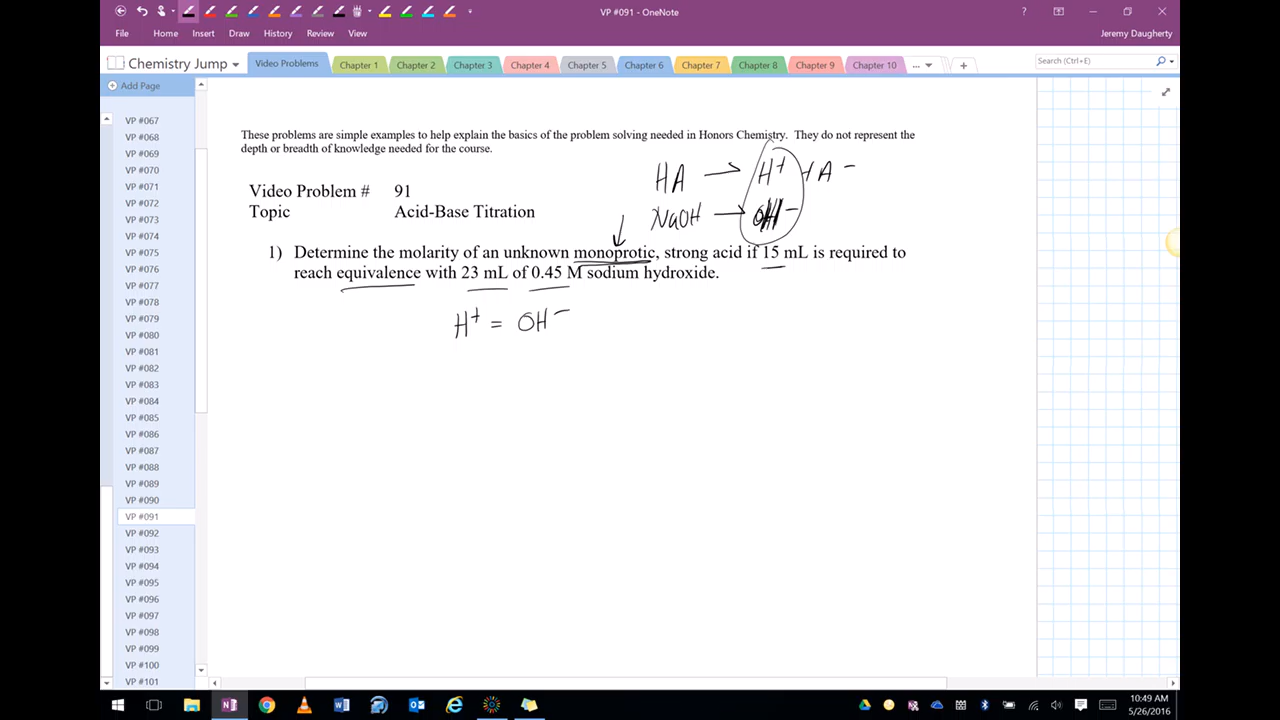 VP #091 - OneNote
?
File Home Insert Draw History Review View
Jeremy Daugherty
Chemistry Jump Video Problems Chapter 1 Chapter 2 Chapter 3 Chapter 4 Chapter 5 Chapter 6 Chapter 7 Chapter 8 Chapter 9 Chapter 10 ...
Search (Ctrl+E)
Add Page
VP #067
VP #068
VP #069
VP #070
VP #071
VP #072
VP #073
VP #074
VP #075
VP #076
VP #077
VP #078
VP #079
VP #080
VP #081
VP #082
VP #083
VP #084
VP #085
VP #086
VP #087
VP #088
VP #089
VP #090
VP #091
VP #092
VP #093
VP #094
VP #095
VP #096
VP #097
VP #098
VP #099
VP #100
VP #101
These problems are simple examples to help explain the basics of the problem solving needed in Honors Chemistry. They do not represent the
depth or breadth of knowledge needed for the course.
HA → H⁺ + A⁻
Video Problem # 91
NaOH → OH⁻
Topic Acid-Base Titration
1) Determine the molarity of an unknown monoprotic, strong acid if 15 mL is required to
reach equivalence with 23 mL of 0.45 M sodium hydroxide.
H⁺ = OH⁻
10:49 AM
5/26/2016